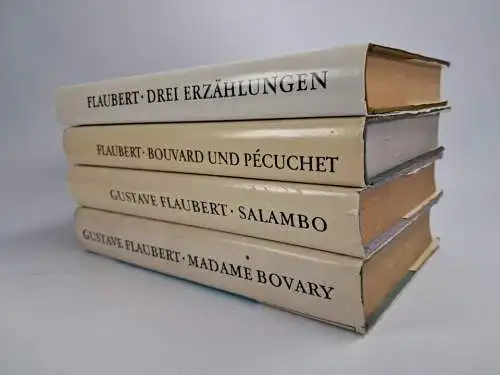 FLAUBERT · DREI ERZÄHLUNGEN
FLAUBERT · BOUVARD UND PÉCUCHET
GUSTAVE FLAUBERT · SALAMBO
GUSTAVE FLAUBERT · MADAME BOVARY